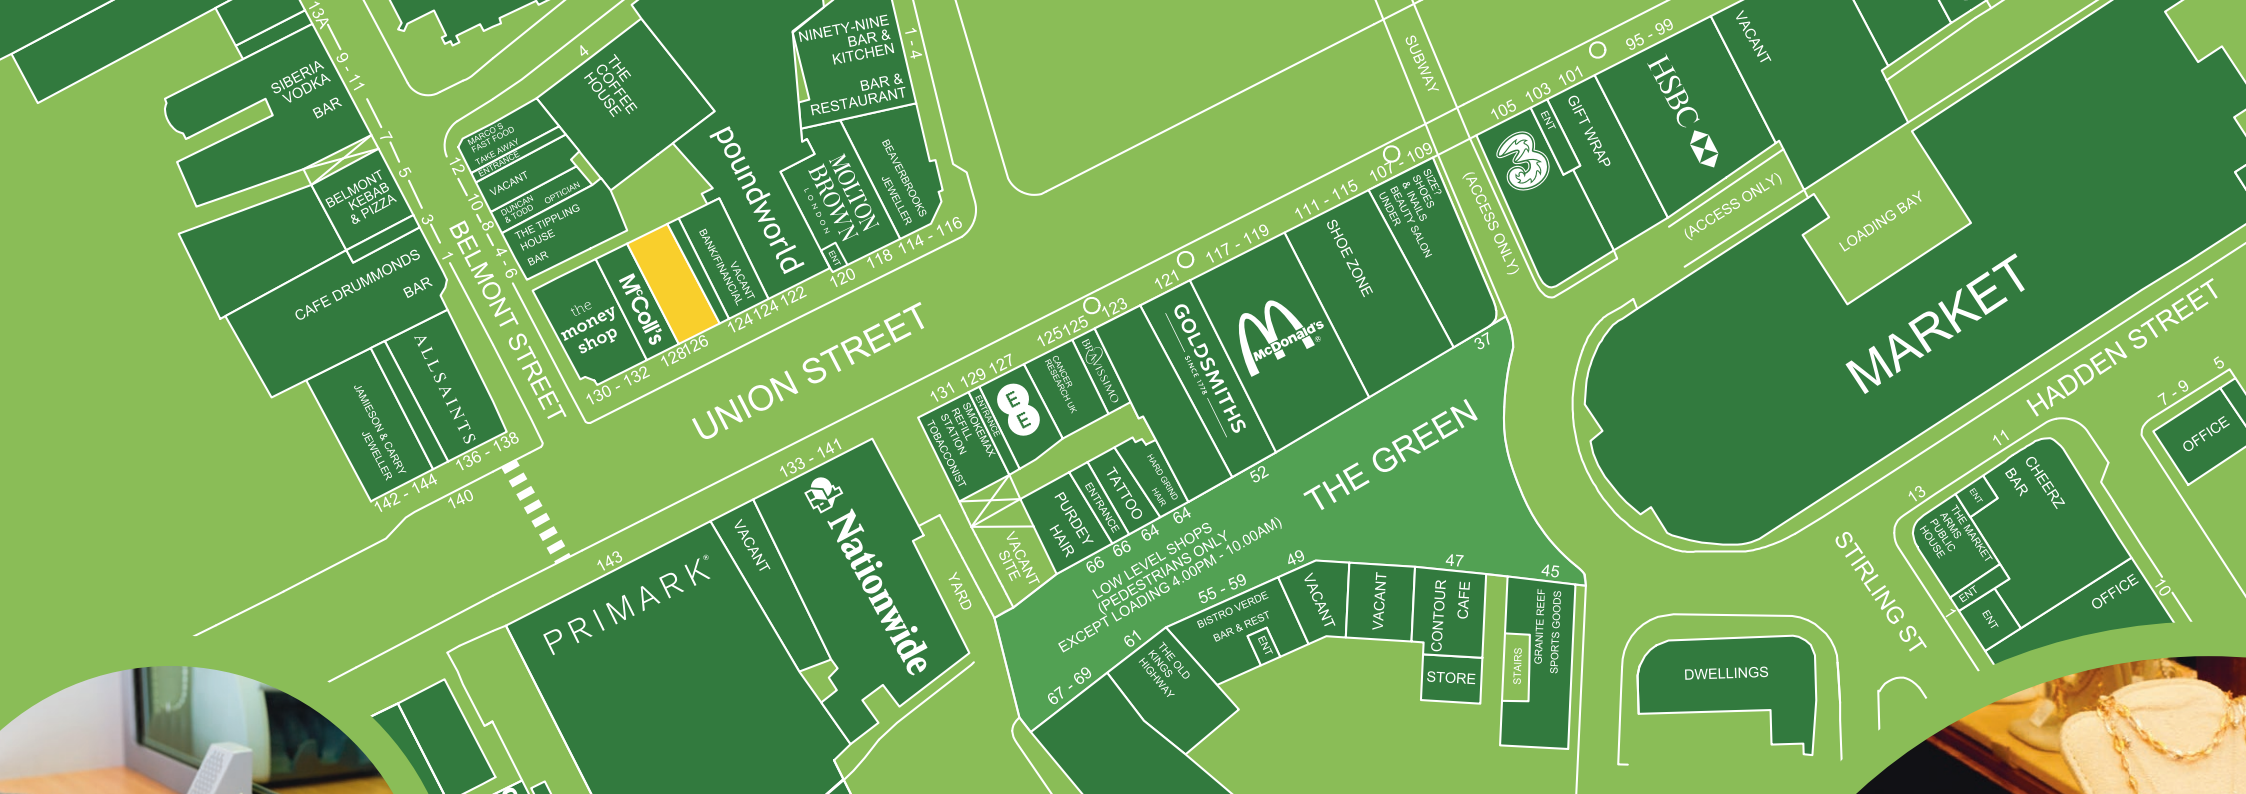 13A
9 - 11
7
5
3
1
SIBERIA
VODKA
BAR
BELMONT
KEBAB
& PIZZA
CAFE DRUMMONDS
BAR
ALLSAINTS
JAMIESON & CARRY
JEWELLER
142 - 144
140
136 - 138
BELMONT STREET
12 - 10 - 8 - 4 - 6
4
THE
COFFEE
HOUSE
MARCO'S
FAST FOOD
TAKE AWAY
ENTRANCE
VACANT
DUNCAN
& TODD
OPTICIAN
THE TIPPLING
HOUSE
BAR
the
money
shop
McColl's
130 - 132
128
126
124
124
122
BANK/FINANCIAL
VACANT
poundworld
NINETY-NINE
BAR &
KITCHEN
BAR &
RESTAURANT
1 - 4
MOLTON
BROWN
LONDON
ENT
BEAVERBROOKS
JEWELLER
120
118
114 - 116
UNION STREET
SUBWAY
(ACCESS ONLY)
95 - 99
101
103
105
107 - 109
111 - 115
117 - 119
121
123
125
125
127
129
131
133 - 141
143
VACANT
HSBC
GIFT WRAP
ENT
3
SIZE?
SHOES
& INAILS
BEAUTY SALON
UNDER
SHOE ZONE
McDonald's
GOLDSMITHS
SINCE 1778
BRAVISSIMO
CANCER
RESEARCH UK
EE
ENTRANCE
SMOKEMAX
REFILL
STATION
TOBACCONIST
PRIMARK
VACANT
Nationwide
YARD
VACANT
SITE
PURDEY
HAIR
ENTRANCE
TATTOO
HARD GRIND
HAIR
66
66
64
64
52
37
THE GREEN
LOW LEVEL SHOPS
(PEDESTRIANS ONLY
EXCEPT LOADING 4.00PM - 10.00AM)
67 - 69
61
55 - 59
49
47
45
THE OLD
KINGS
HIGHWAY
BISTRO VERDE
BAR & REST
ENT
VACANT
VACANT
CONTOUR
CAFE
STORE
STAIRS
GRANITE REEF
SPORTS GOODS
DWELLINGS
(ACCESS ONLY)
LOADING BAY
MARKET
HADDEN STREET
STIRLING ST
5
7 - 9
OFFICE
11
13
CHEERZ
BAR
ENT
THE MARKET
ARMS
PUBLIC
HOUSE
ENT
ENT
1
OFFICE
10